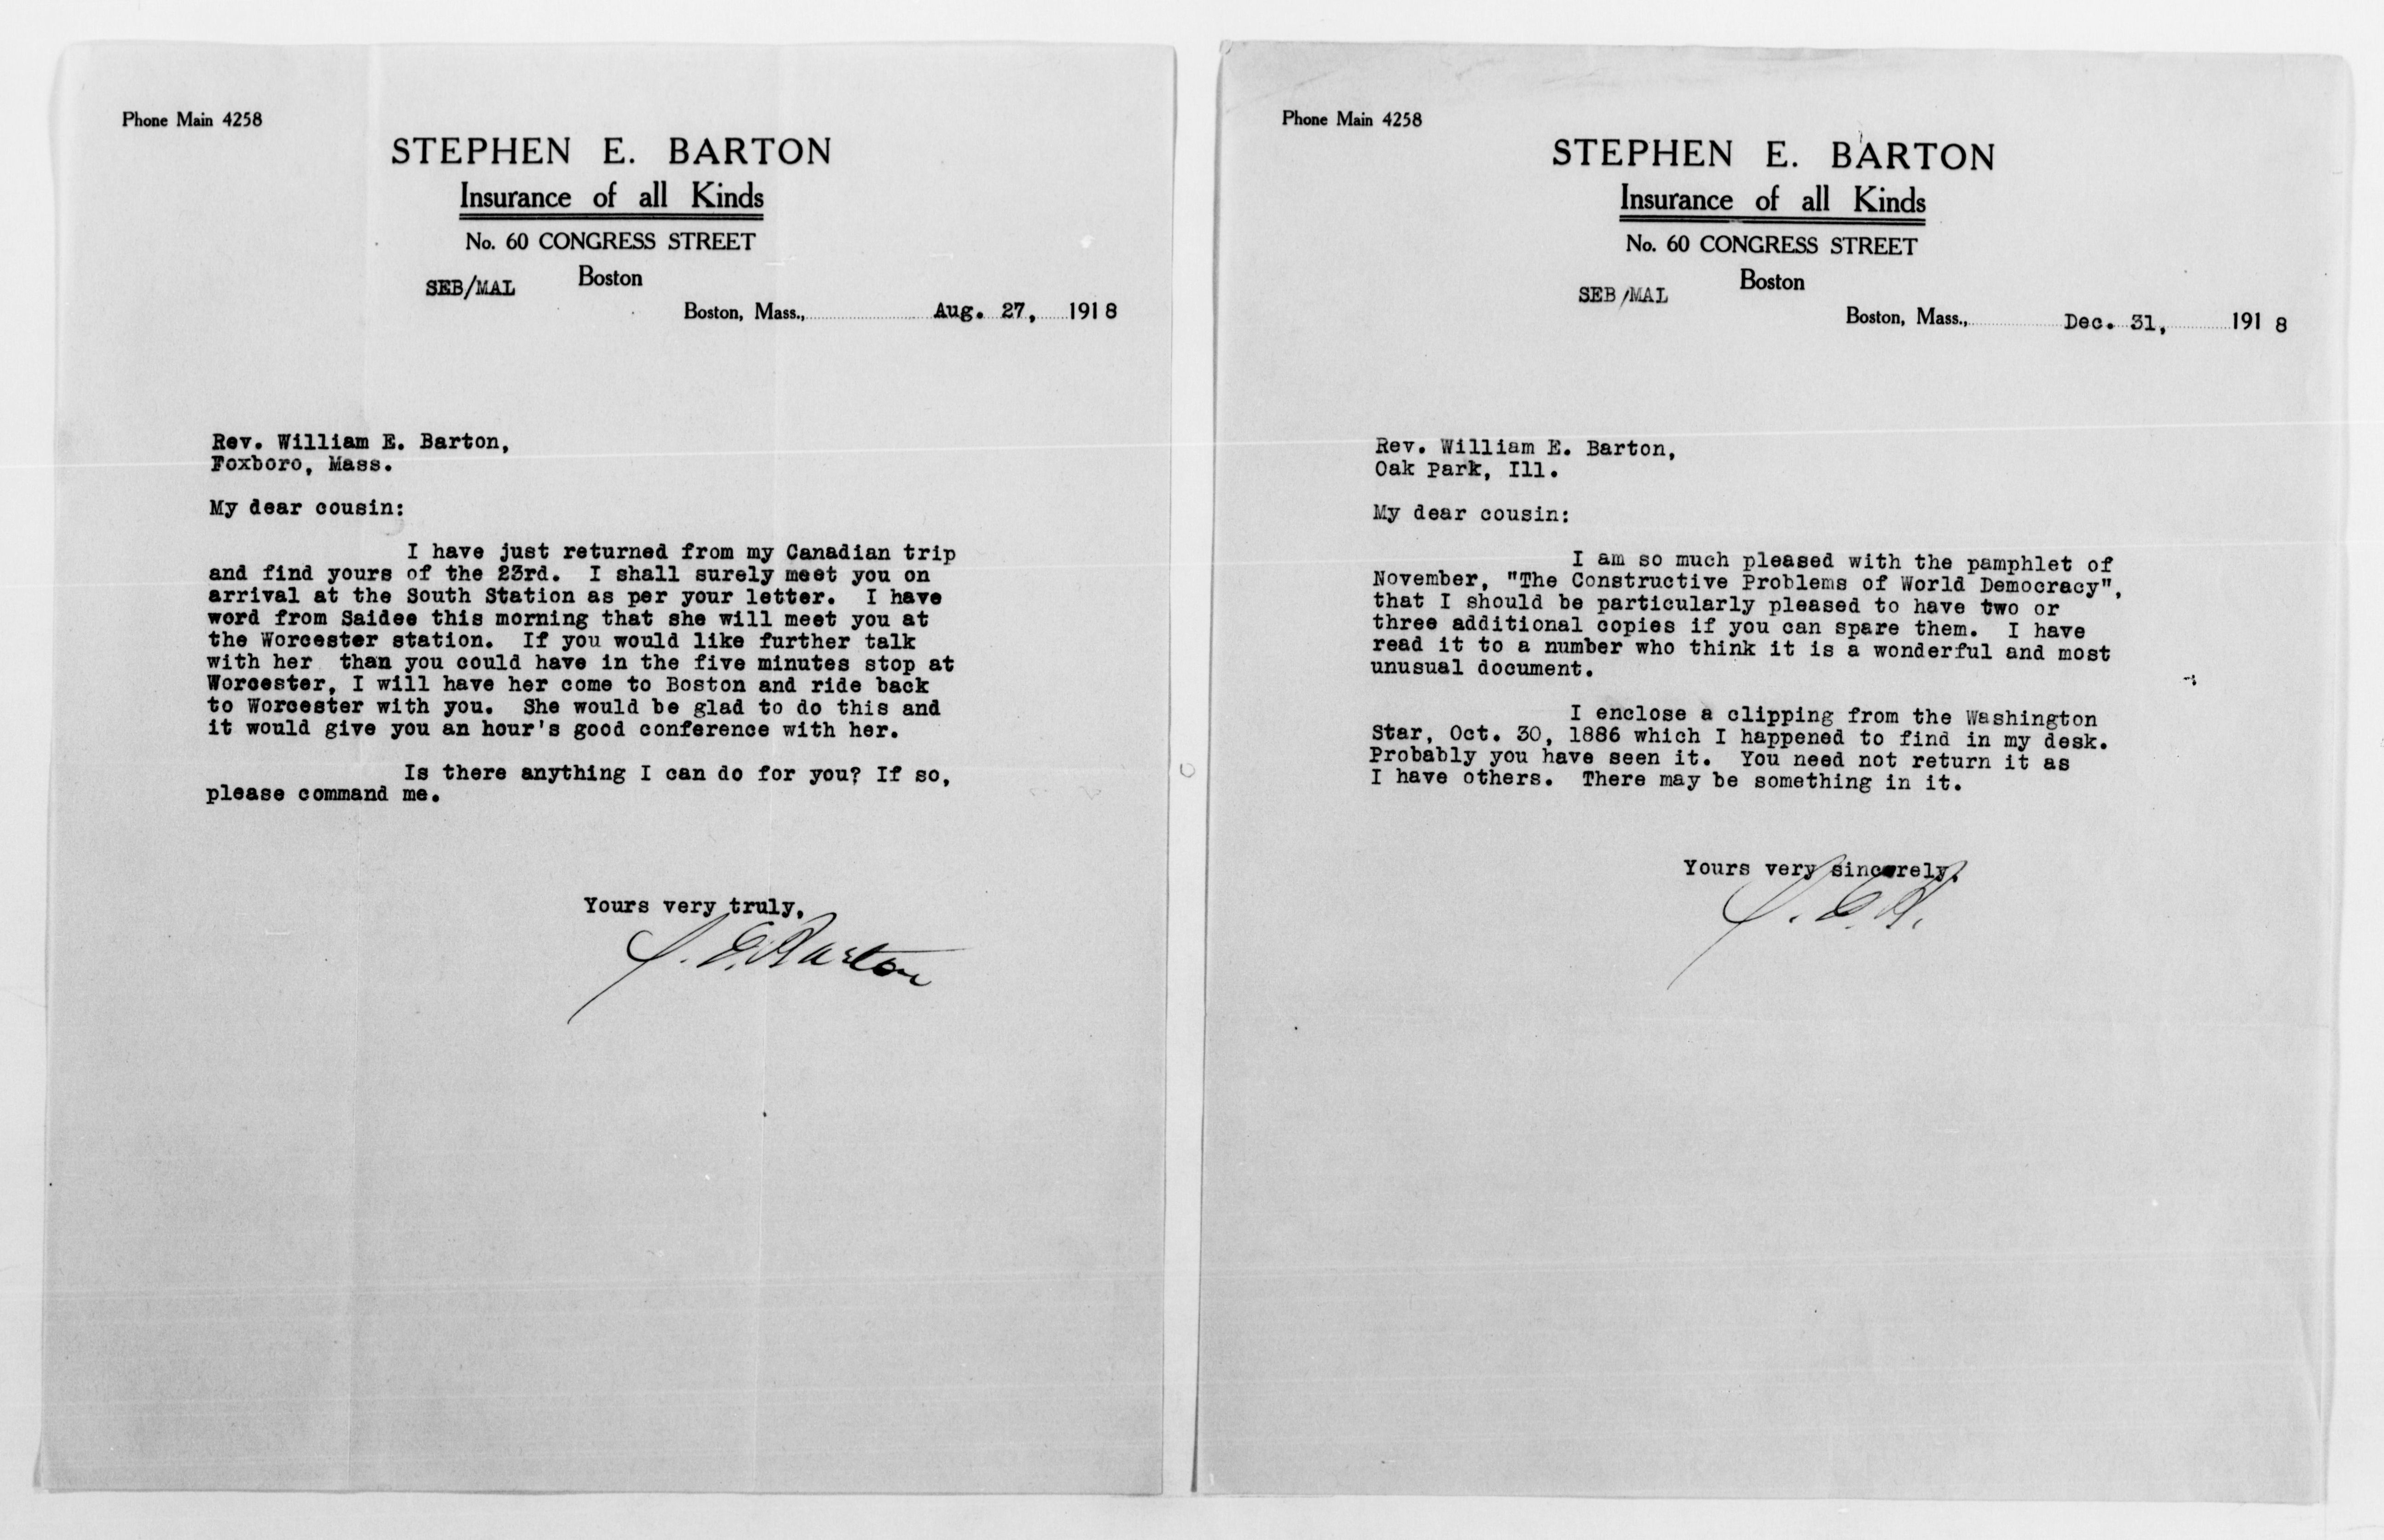 Phone Main 4258
STEPHEN E. BARTON
Insurance of all Kinds
No. 60 CONGRESS STREET
Boston
SEB/MAL
Boston, Mass., Aug. 27, 1918
Rev. William E. Barton,
Foxboro, Mass.
My dear cousin:
I have just returned from my Canadian trip
and find yours of the 23rd. I shall surely meet you on
arrival at the South Station as per your letter. I have
word from Saidee this morning that she will meet you at
the Worcester station. If you would like further talk
with her than you could have in the five minutes stop at
Worcester, I will have her come to Boston and ride back
to Worcester with you. She would be glad to do this and
it would give you an hour's good conference with her.
Is there anything I can do for you? If so,
please command me.
Yours very truly,
S. E. Barton
Phone Main 4258
STEPHEN E. BARTON
Insurance of all Kinds
No. 60 CONGRESS STREET
Boston
SEB/MAL
Boston, Mass., Dec. 31, 1918
Rev. William E. Barton,
Oak Park, Ill.
My dear cousin:
I am so much pleased with the pamphlet of
November, "The Constructive Problems of World Democracy",
that I should be particularly pleased to have two or
three additional copies if you can spare them. I have
read it to a number who think it is a wonderful and most
unusual document.
I enclose a clipping from the Washington
Star, Oct. 30, 1886 which I happened to find in my desk.
Probably you have seen it. You need not return it as
I have others. There may be something in it.
Yours very sincerely,
S. E. B.